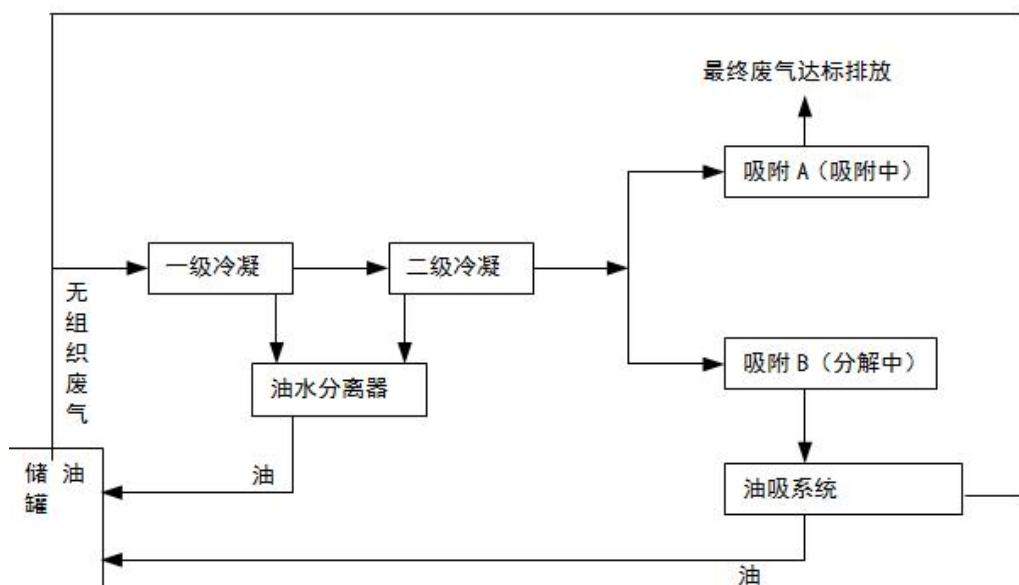 最终废气达标排放
吸附 A（吸附中）
一级冷凝
二级冷凝
无组织废气
吸附 B（分解中）
油水分离器
储罐
油
油
油吸系统
油